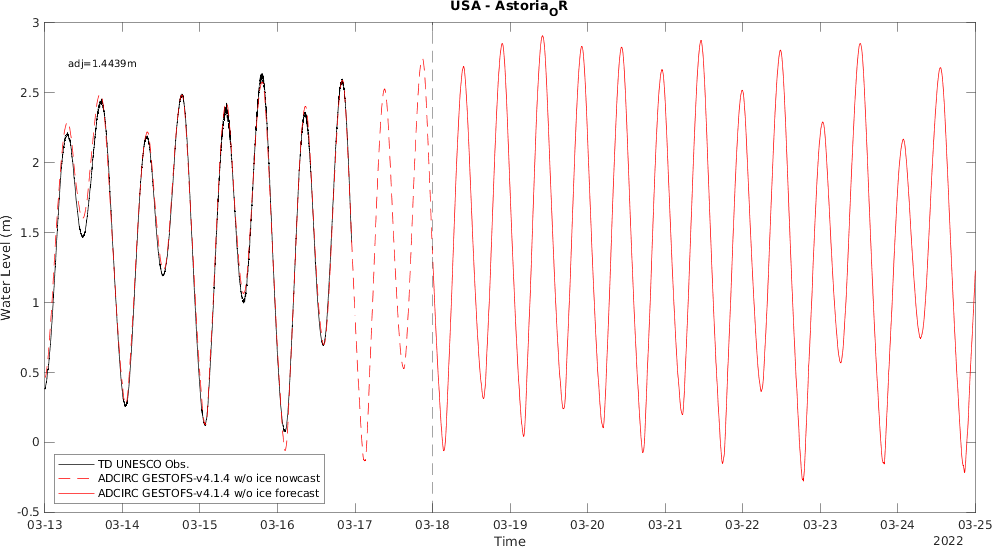 USA - Astoria_OR
adj=1.4439m
Water Level (m)
3
2.5
2
1.5
1
0.5
0
-0.5
TD UNESCO Obs.
ADCIRC GESTOFS-v4.1.4 w/o ice nowcast
ADCIRC GESTOFS-v4.1.4 w/o ice forecast
03-13 03-14 03-15 03-16 03-17 03-18 03-19 03-20 03-21 03-22 03-23 03-24 03-25
Time
2022